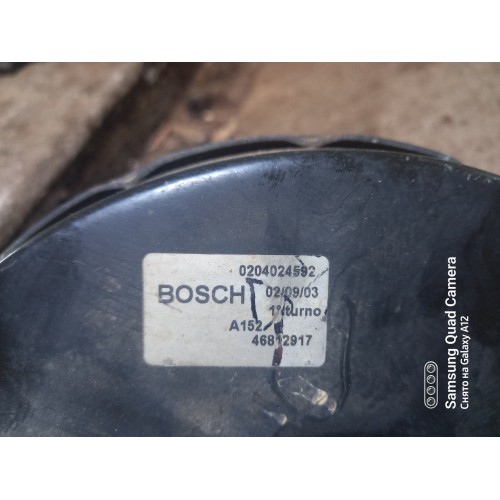 0204024592
BOSCH 02/09/03
1°turno
A152
46812917
Samsung Quad Camera
Снято на Galaxy A12